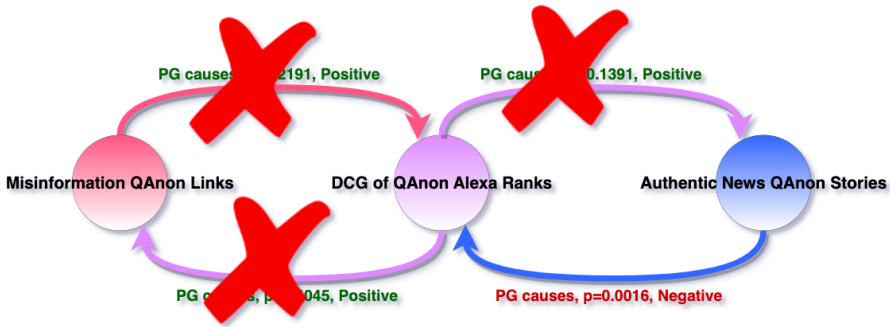 PG causes 2191, Positive
PG cau 0.1391, Positive
Misinformation QAnon Links
DCG of QAnon Alexa Ranks
Authentic News QAnon Stories
PG c s, p 045, Positive
PG causes, p=0.0016, Negative